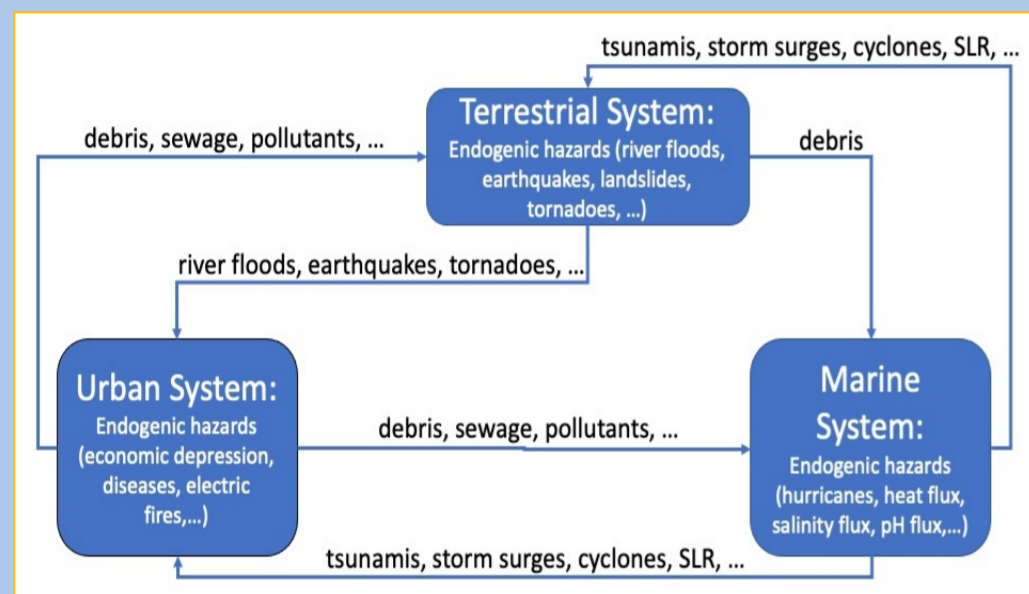 tsunamis, storm surges, cyclones, SLR, ...
Terrestrial System:
Endogenic hazards (river floods,
earthquakes, landslides,
tornadoes, ...)
debris, sewage, pollutants, ...
debris
river floods, earthquakes, tornadoes, ...
Urban System:
Endogenic hazards
(economic depression,
diseases, electric
fires,...)
debris, sewage, pollutants, ...
Marine
System:
Endogenic hazards
(hurricanes, heat flux,
salinity flux, pH flux,...)
tsunamis, storm surges, cyclones, SLR, ...